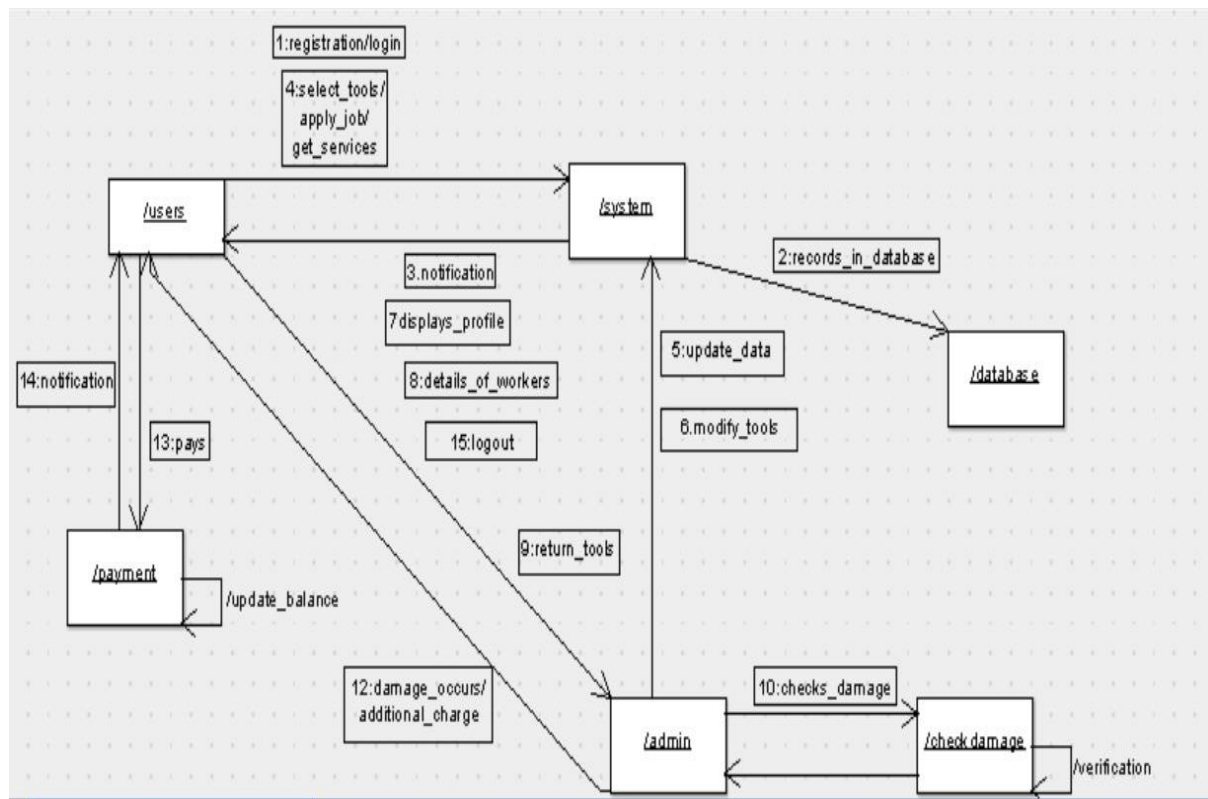 1:registration/login
4:select_tools/
apply_job/
get_services
/users
/system
2:records_in_database
3.notification
7displays_profile
5:update_data
/database
14:notification
8:details_of_workers
6.modify_tools
13:pays
15:logout
9:return_tools
/payment
/update_balance
12:damage_occurs/
additional_charge
10:checks_damage
/admin
/checkdamage
/verification